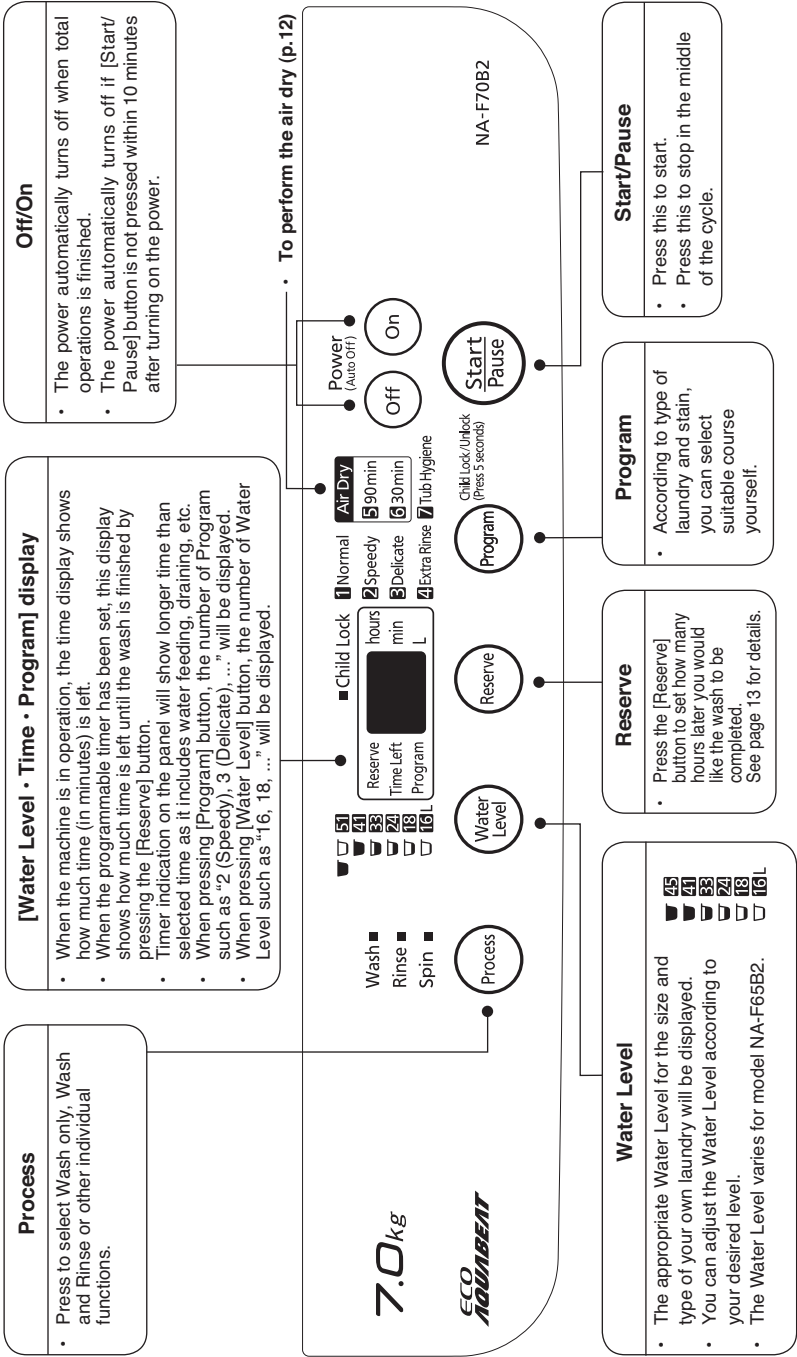 Process
• Press to select Wash only, Wash
and Rinse or other individual
functions.
[Water Level・Time・Program] display
• When the machine is in operation, the time display shows
how much time (in minutes) is left.
• When the programmable timer has been set, this display
shows how much time is left until the wash is finished by
pressing the [Reserve] button.
• Timer indication on the panel will show longer time than
selected time as it includes water feeding, draining, etc.
• When pressing [Program] button, the number of Program
such as “2 (Speedy), 3 (Delicate), ...” will be displayed.
• When pressing [Water Level] button, the number of Water
Level such as “16, 18, ...” will be displayed.
Off/On
• The power automatically turns off when total
operations is finished.
• The power automatically turns off if [Start/
Pause] button is not pressed within 10 minutes
after turning on the power.
• To perform the air dry (p.12)
7.0kg
ECO
AQUABEAT
Wash
Rinse
Spin
Process
51
41
33
24
18
16 L
Water
Level
Child Lock
Reserve
Time Left
Program
hours
min
L
Reserve
1 Normal
2 Speedy
3 Delicate
4 Extra Rinse
Air Dry
5 90min
6 30min
7 Tub Hygiene
Program
Child Lock/Unlock
(Press 5 seconds)
Power
(Auto Off)
Off
On
Start
Pause
NA-F70B2
Water Level
• The appropriate Water Level for the size and
type of your own laundry will be displayed.
• You can adjust the Water Level according to
your desired level.
• The Water Level varies for model NA-F65B2.
45
41
33
24
18
16 L
Reserve
• Press the [Reserve]
button to set how many
hours later you would
like the wash to be
completed.
See page 13 for details.
Program
• According to type of
laundry and stain,
you can select
suitable course
yourself.
Start/Pause
• Press this to start.
• Press this to stop in the middle
of the cycle.